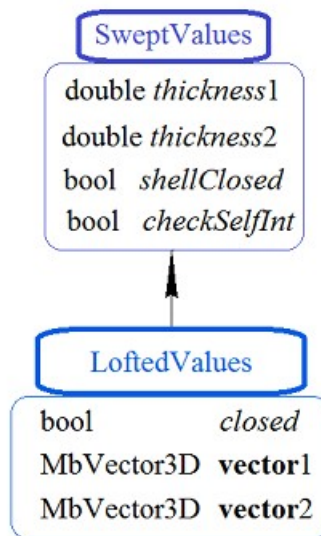 SweptValues
double thickness1
double thickness2
bool shellClosed
bool checkSelfInt
LoftedValues
bool closed
MbVector3D vector1
MbVector3D vector2